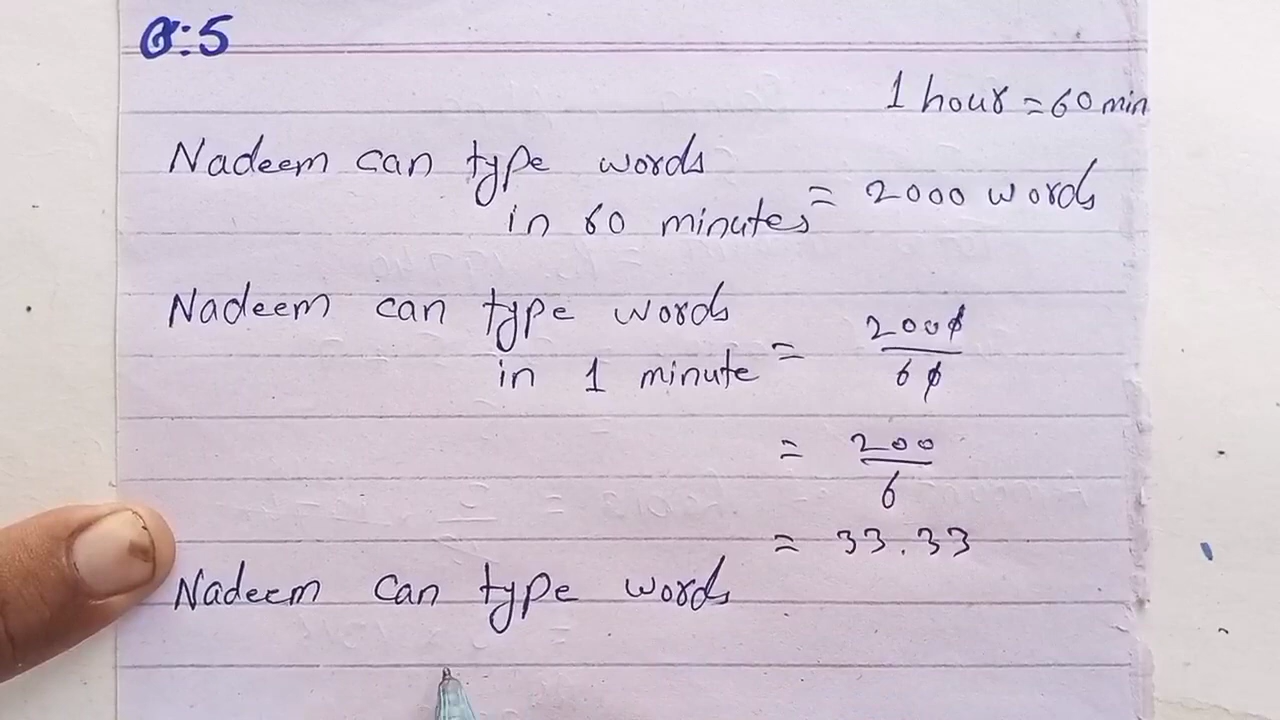 Q:5
1 hour = 60 min
Nadeem can type words
in 60 minutes = 2000 words
Nadeem can type words
in 1 minute = 2000/60
= 200/6
= 33.33
Nadeem can type words